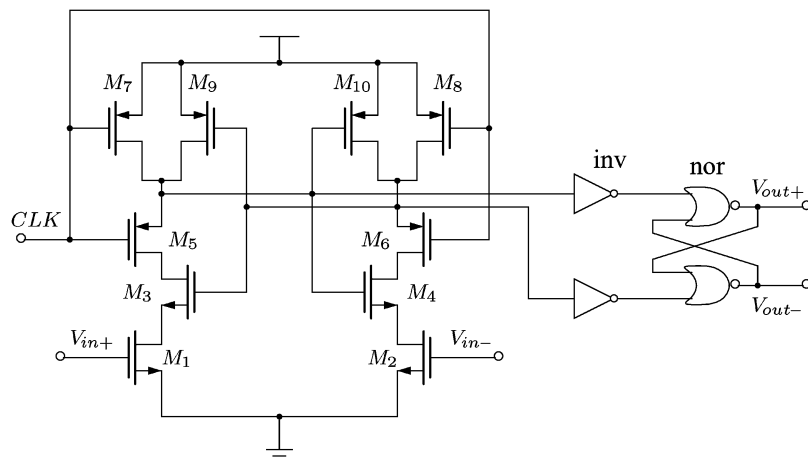 M7 M9 M10 M8
inv nor
Vout+
CLK
M5 M6
M3 M4
Vin+ M1 M2 Vin−
Vout−